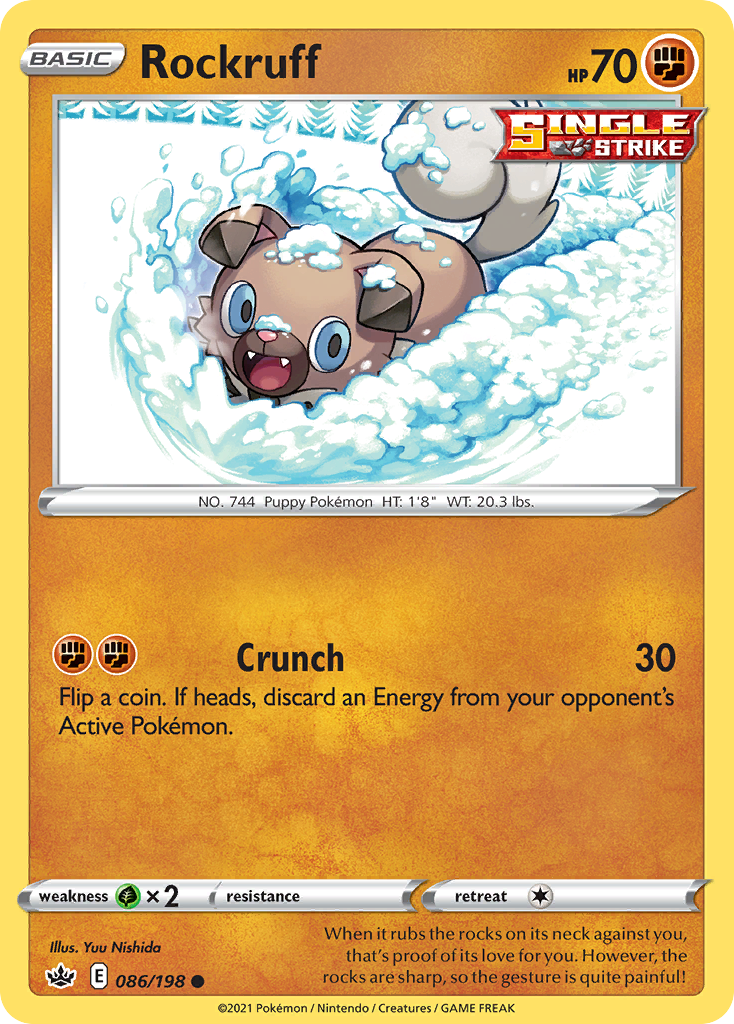 BASIC Rockruff HP 70
SINGLE
STRIKE
NO. 744 Puppy Pokémon HT: 1'8" WT: 20.3 lbs.
Crunch 30
Flip a coin. If heads, discard an Energy from your opponent's
Active Pokémon.
weakness ×2 resistance retreat
When it rubs the rocks on its neck against you,
that's proof of its love for you. However, the
rocks are sharp, so the gesture is quite painful!
Illus. Yuu Nishida
E 086/198
©2021 Pokémon / Nintendo / Creatures / GAME FREAK